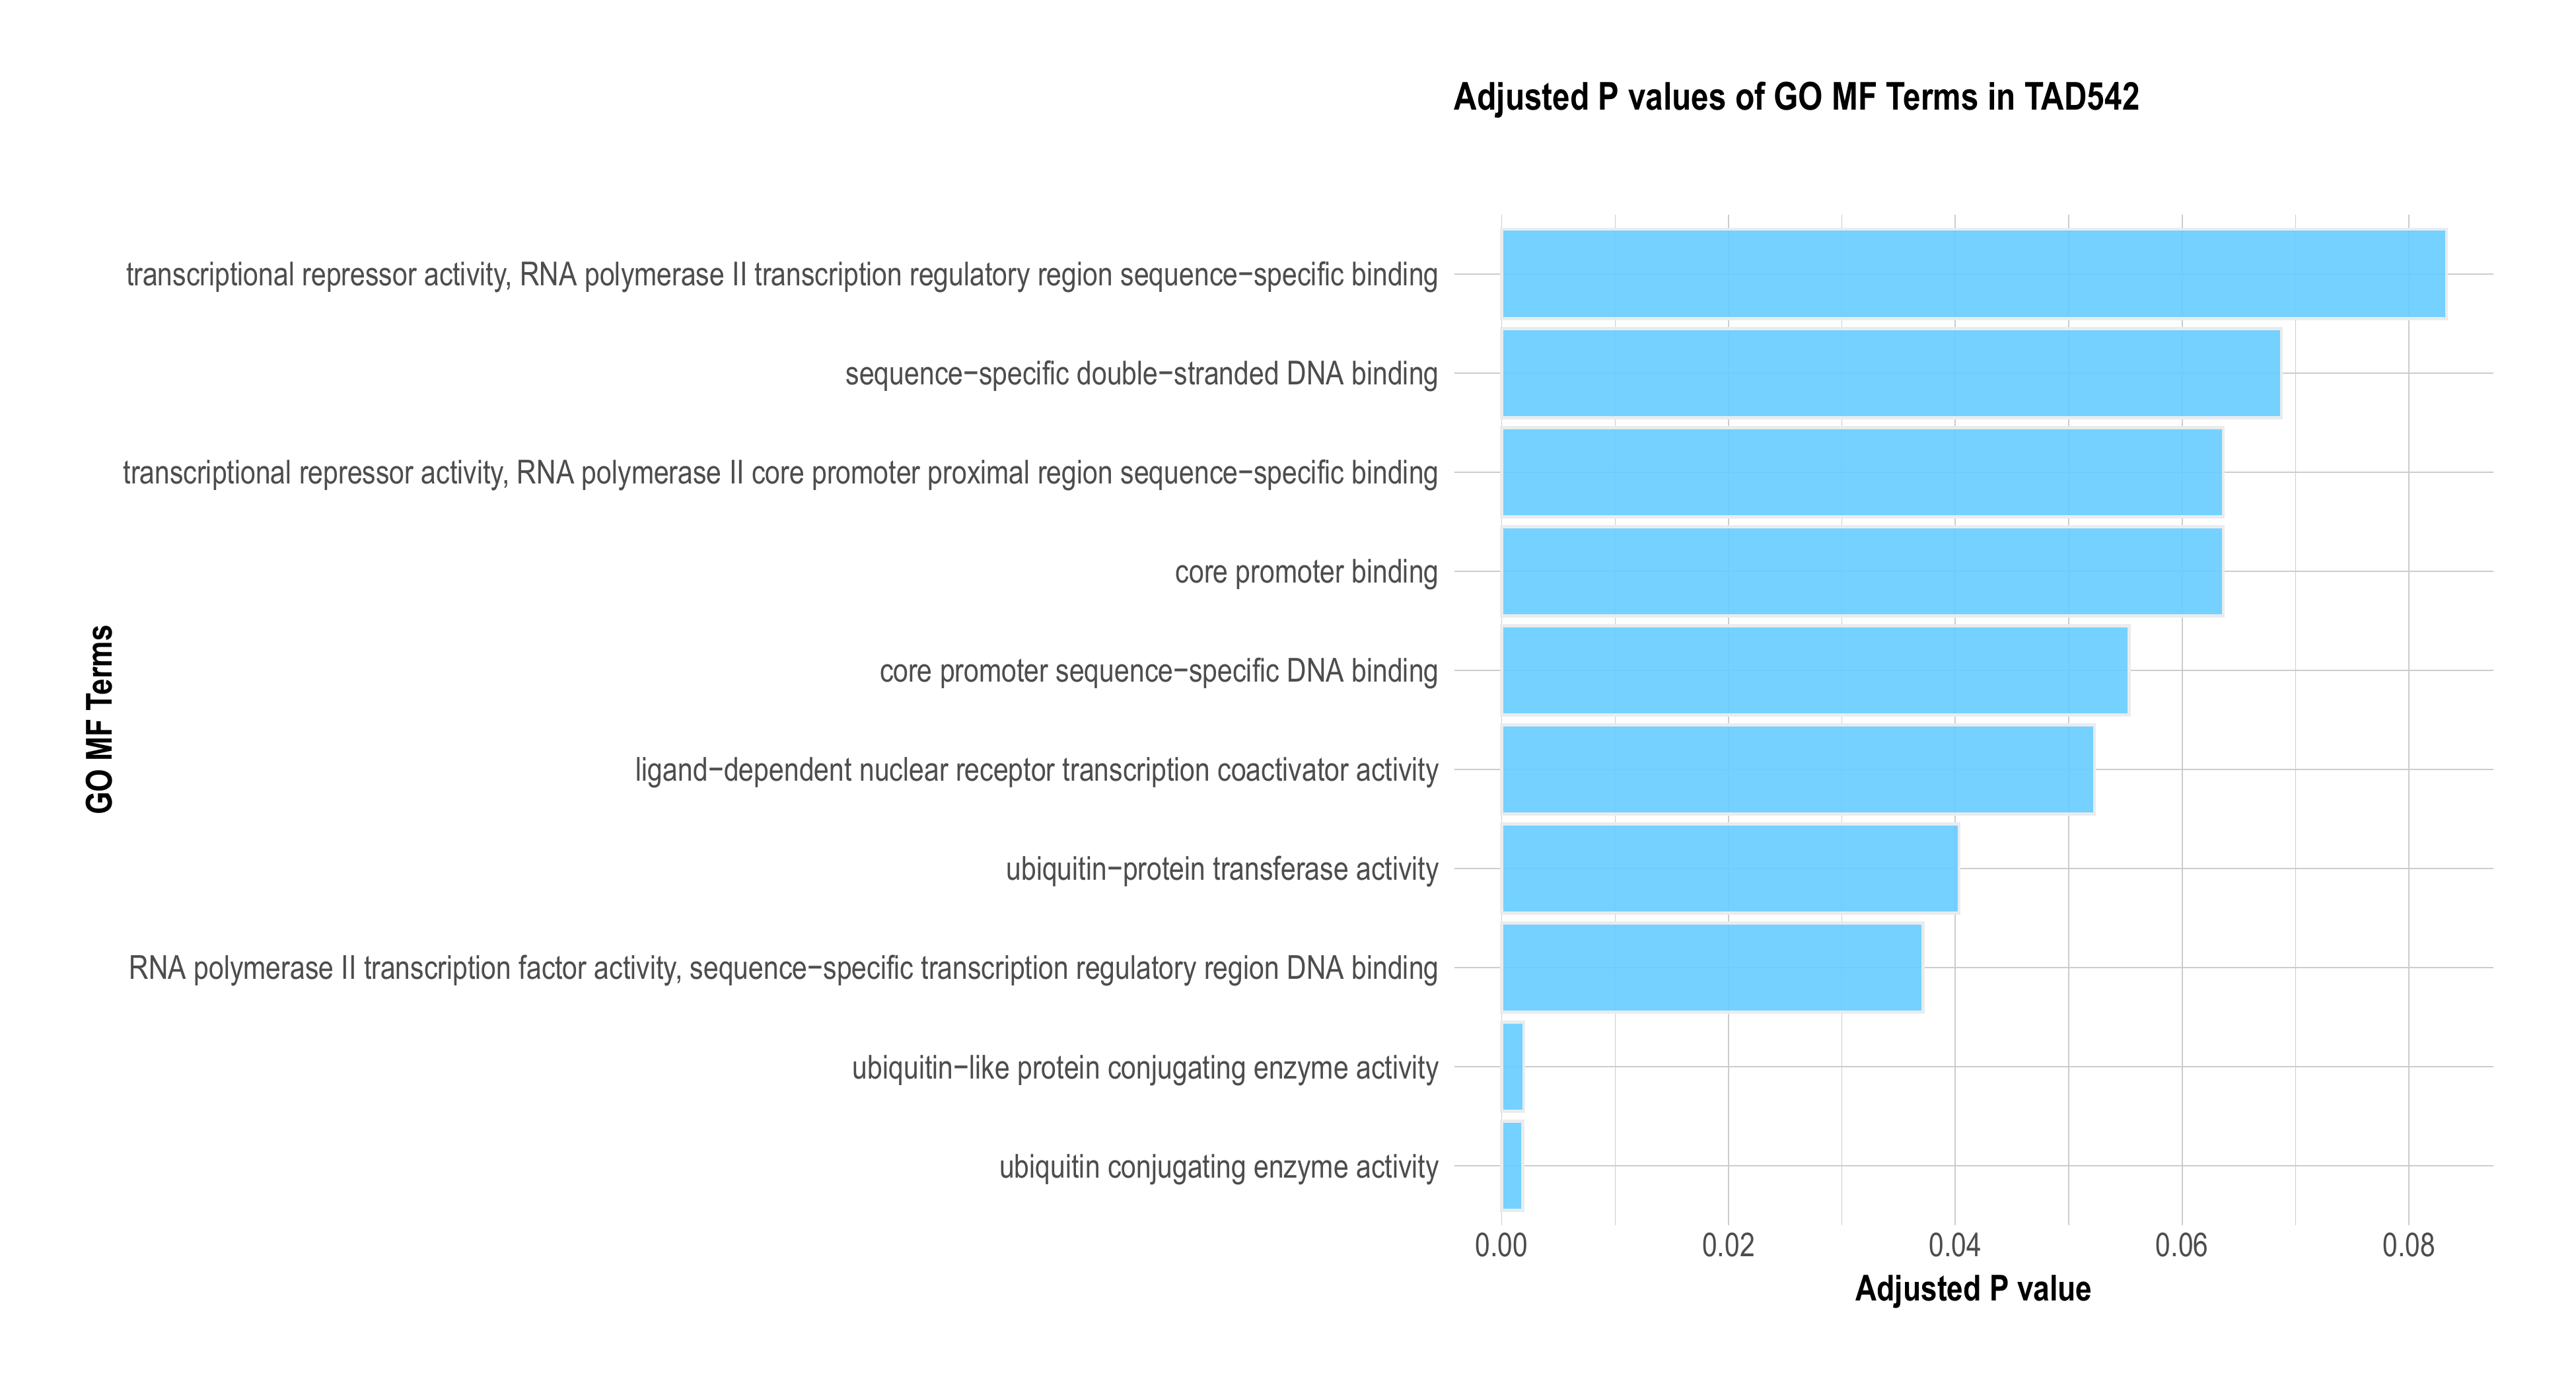 Adjusted P values of GO MF Terms in TAD542
transcriptional repressor activity, RNA polymerase II transcription regulatory region sequence−specific binding
sequence−specific double−stranded DNA binding
transcriptional repressor activity, RNA polymerase II core promoter proximal region sequence−specific binding
core promoter binding
core promoter sequence−specific DNA binding
ligand−dependent nuclear receptor transcription coactivator activity
ubiquitin−protein transferase activity
RNA polymerase II transcription factor activity, sequence−specific transcription regulatory region DNA binding
ubiquitin−like protein conjugating enzyme activity
ubiquitin conjugating enzyme activity
GO MF Terms
0.00 0.02 0.04 0.06 0.08
Adjusted P value